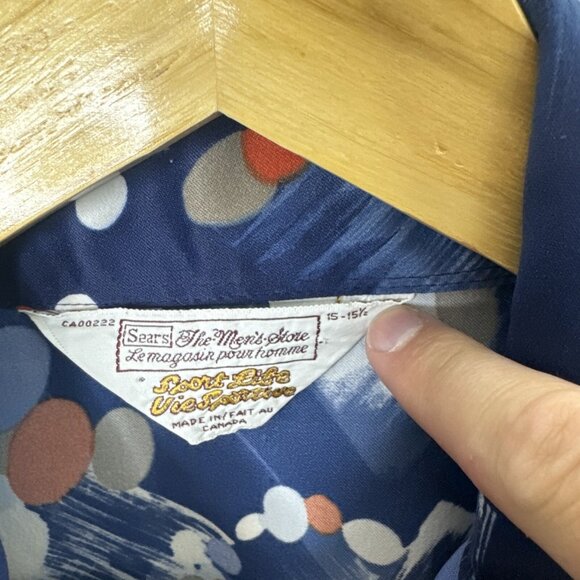 CA00222
Sears The Men's Store
15-15½
Le magasin pour homme
Sport Life
Vie Sportive
MADE IN/FAIT AU
CANADA